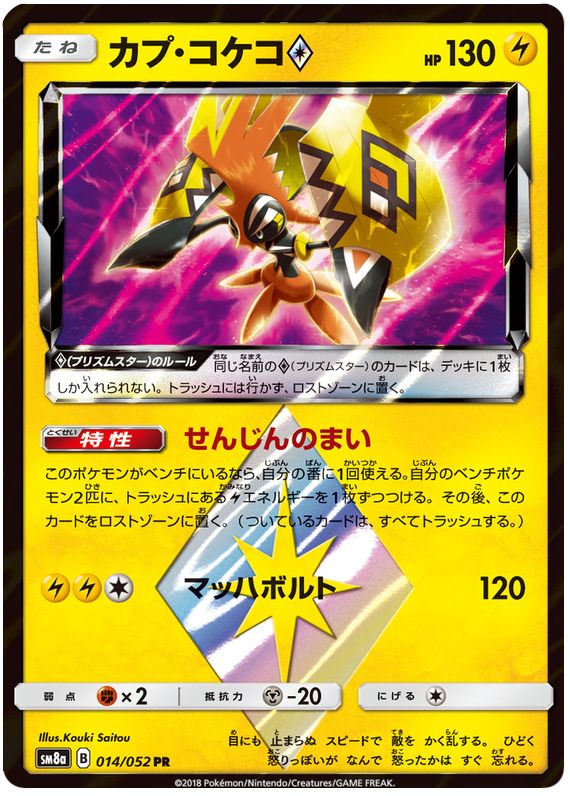 たね カプ・コケコ◇ HP 130
◇(プリズムスター)のルール 同じ名前の◇(プリズムスター)のカードは、デッキに1枚
しか入れられない。トラッシュには行かず、ロストゾーンに置く。
特性 せんじんのまい
このポケモンがベンチにいるなら、自分の番に1回使える。自分のベンチポケ
モン2匹に、トラッシュにあるエネルギーを1枚ずつつける。その後、この
カードをロストゾーンに置く。(ついているカードは、すべてトラッシュする。)
マッハボルト 120
弱点 ×2 抵抗力 -20 にげる
Illus.Kouki Saitou
目にも 止まらぬ スピードで 敵を かく乱する。 ひどく
怒りっぽいが なんで 怒ったかは すぐ 忘れる。
SM8a B 014/052 PR
©2018 Pokémon/Nintendo/Creatures/GAME FREAK.